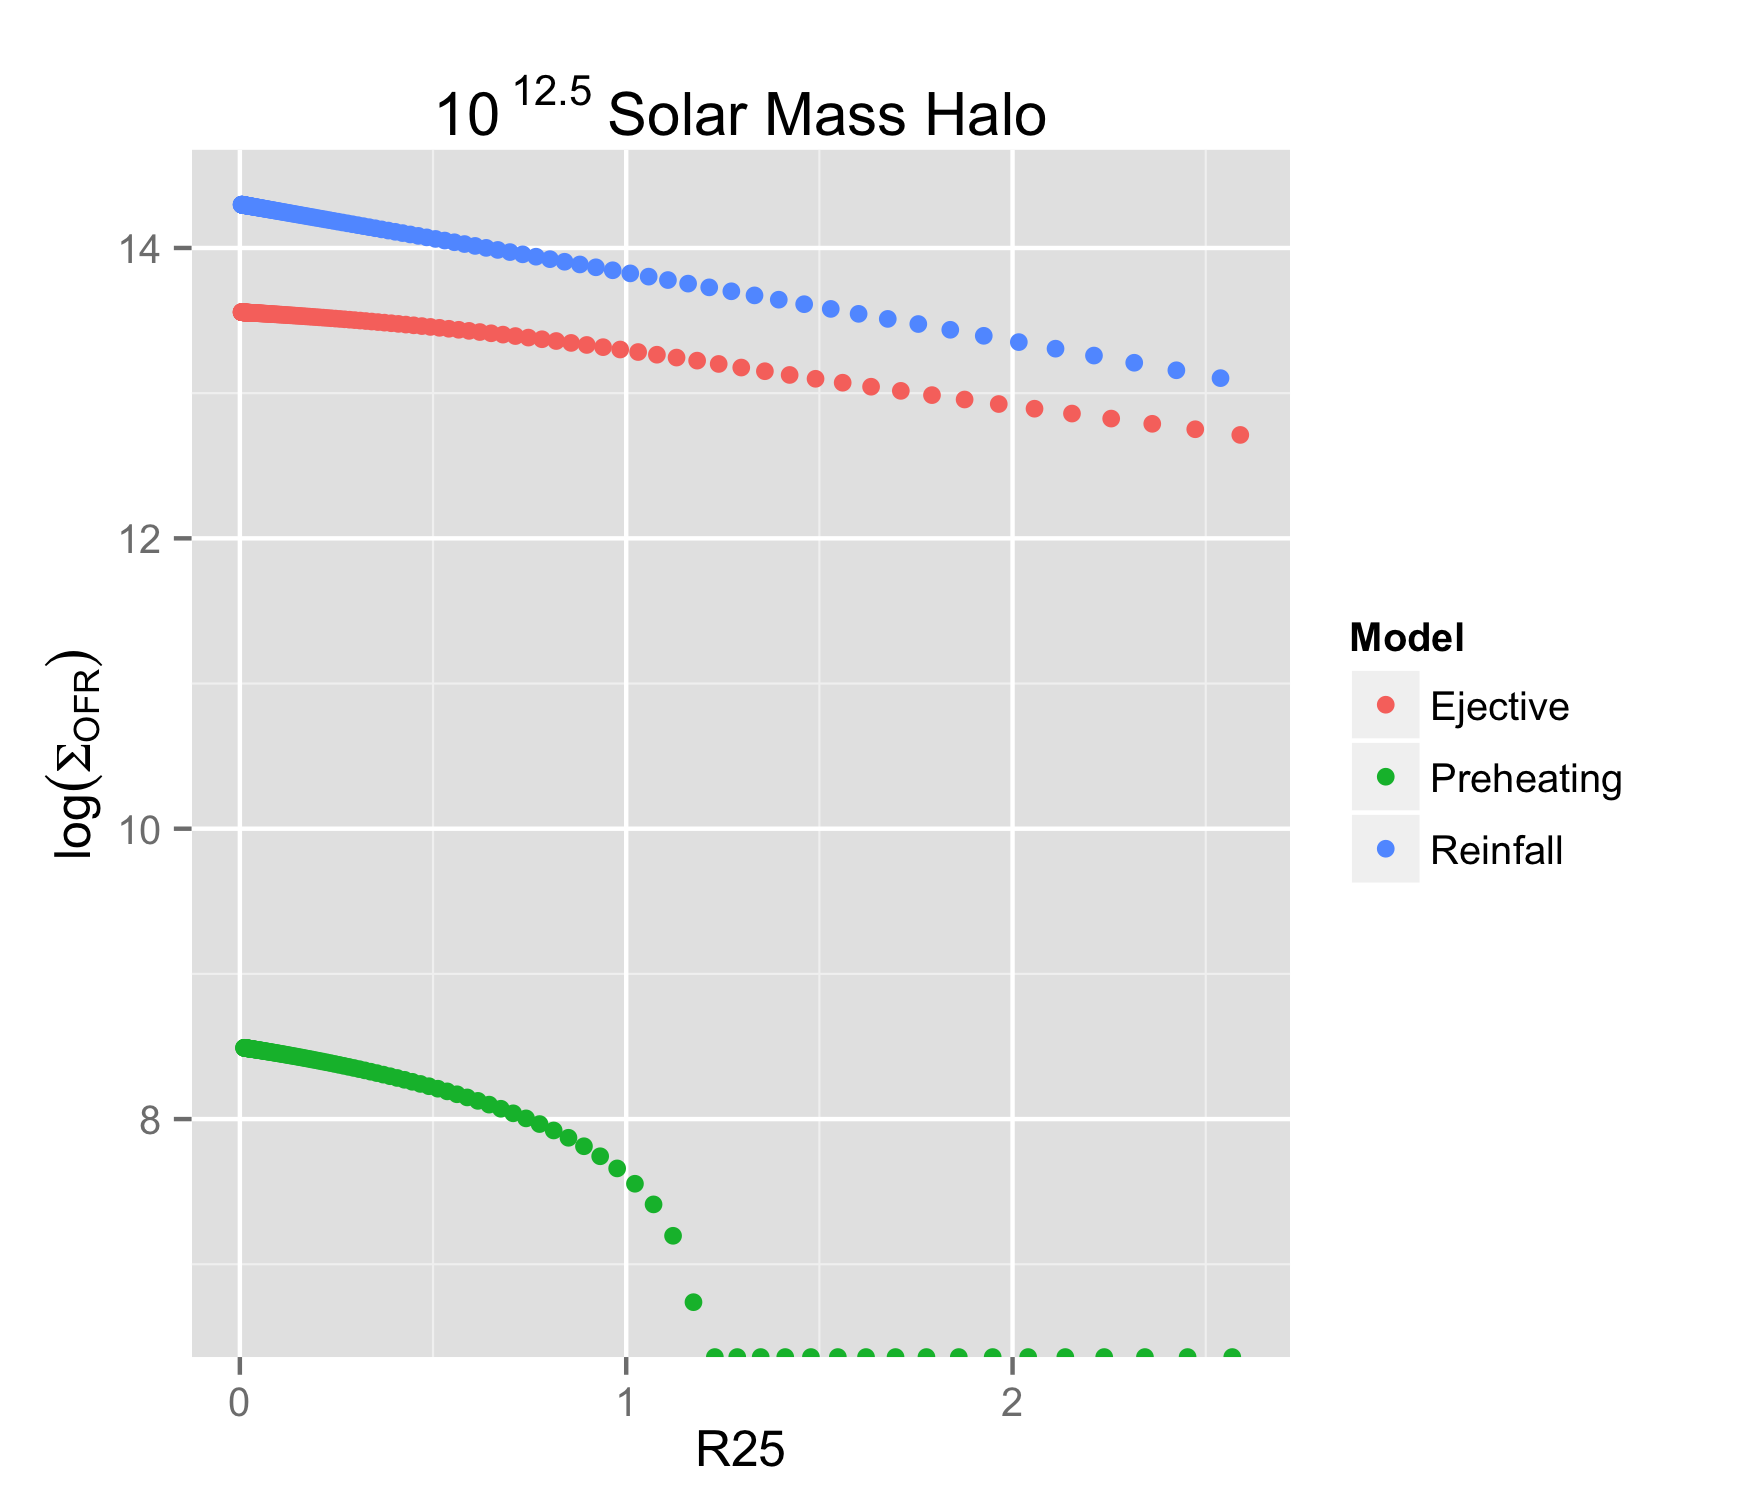 10^12.5 Solar Mass Halo
14
12
10
8
log(Σ_OFR)
0 1 2
R25
Model
Ejective
Preheating
Reinfall